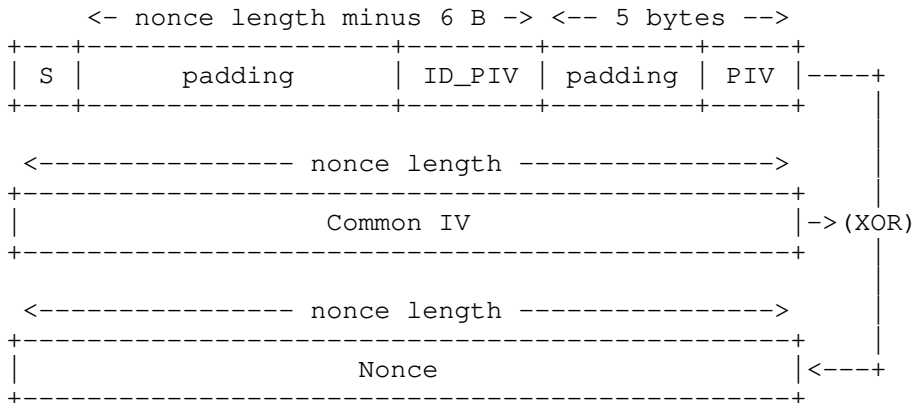 <- nonce length minus 6 B -> <-- 5 bytes -->
+---+-------------------+--------+---------+-----+
| S |      padding      | ID_PIV | padding | PIV |----+
+---+-------------------+--------+---------+-----+    |
<---------------- nonce length ---------------->
+------------------------------------------------+
|                   Common IV                    |->(XOR)
+------------------------------------------------+
<---------------- nonce length ---------------->
+------------------------------------------------+
|                     Nonce                      |<---+
+------------------------------------------------+